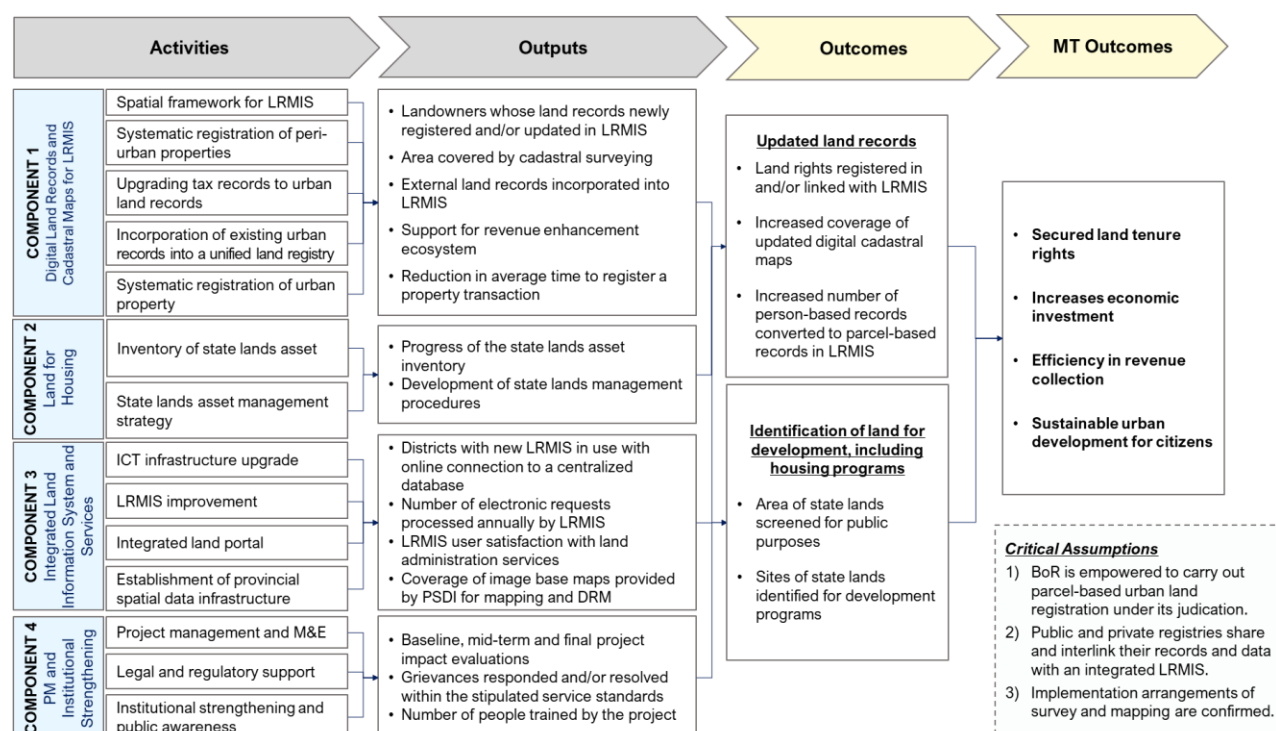 Activities
Outputs
Outcomes
MT Outcomes
COMPONENT 1
Digital Land Records and
Cadastral Maps for LRMIS
Spatial framework for LRMIS
Systematic registration of peri-
urban properties
Upgrading tax records to urban
land records
Incorporation of existing urban
records into a unified land registry
Systematic registration of urban
property
• Landowners whose land records newly
registered and/or updated in LRMIS
• Area covered by cadastral surveying
• External land records incorporated into
LRMIS
• Support for revenue enhancement
ecosystem
• Reduction in average time to register a
property transaction
COMPONENT 2
Land for
Housing
Inventory of state lands asset
State lands asset management
strategy
• Progress of the state lands asset
inventory
• Development of state lands management
procedures
COMPONENT 3
Integrated Land
Information System and
Services
ICT infrastructure upgrade
LRMIS improvement
Integrated land portal
Establishment of provincial
spatial data infrastructure
• Districts with new LRMIS in use with
online connection to a centralized
database
• Number of electronic requests
processed annually by LRMIS
• LRMIS user satisfaction with land
administration services
• Coverage of image base maps provided
by PSDI for mapping and DRM
COMPONENT 4
PM and
Institutional
Strengthening
Project management and M&E
Legal and regulatory support
Institutional strengthening and
public awareness
• Baseline, mid-term and final project
impact evaluations
• Grievances responded and/or resolved
within the stipulated service standards
• Number of people trained by the project
Updated land records
• Land rights registered in
and/or linked with LRMIS
• Increased coverage of
updated digital cadastral
maps
• Increased number of
person-based records
converted to parcel-based
records in LRMIS
Identification of land for
development, including
housing programs
• Area of state lands
screened for public
purposes
• Sites of state lands
identified for development
programs
• Secured land tenure
rights
• Increases economic
investment
• Efficiency in revenue
collection
• Sustainable urban
development for citizens
Critical Assumptions
1) BoR is empowered to carry out
parcel-based urban land
registration under its judication.
2) Public and private registries share
and interlink their records and data
with an integrated LRMIS.
3) Implementation arrangements of
survey and mapping are confirmed.